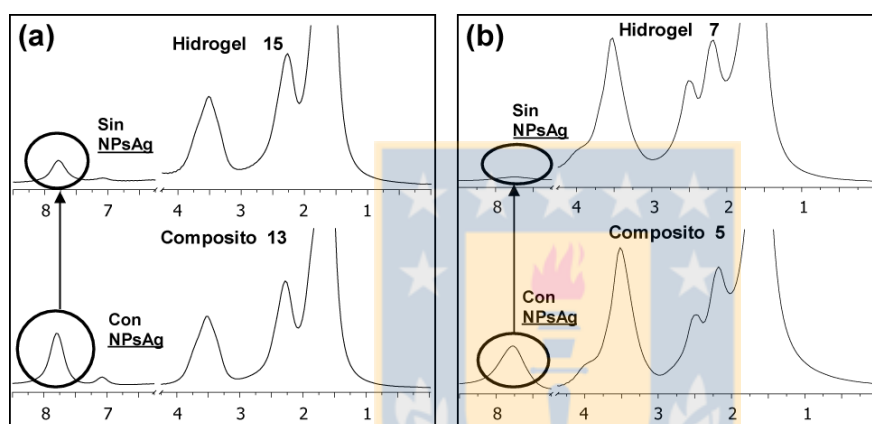 (a)
Hidrogel 15
Sin
NPsAg
8 7 4 3 2 1
Composito 13
Con
NPsAg
8 7 4 3 2 1
(b)
Hidrogel 7
Sin
NPsAg
8 4 3 2 1
Composito 5
Con
NPsAg
8 4 3 2 1